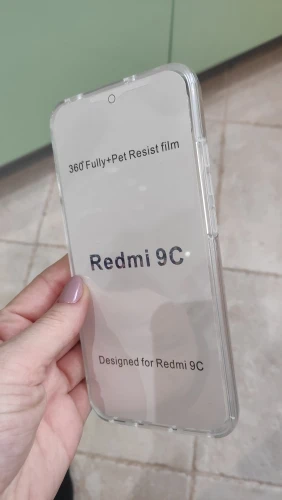 360°Fully+Pet Resist film
Redmi 9C
Designed for Redmi 9C